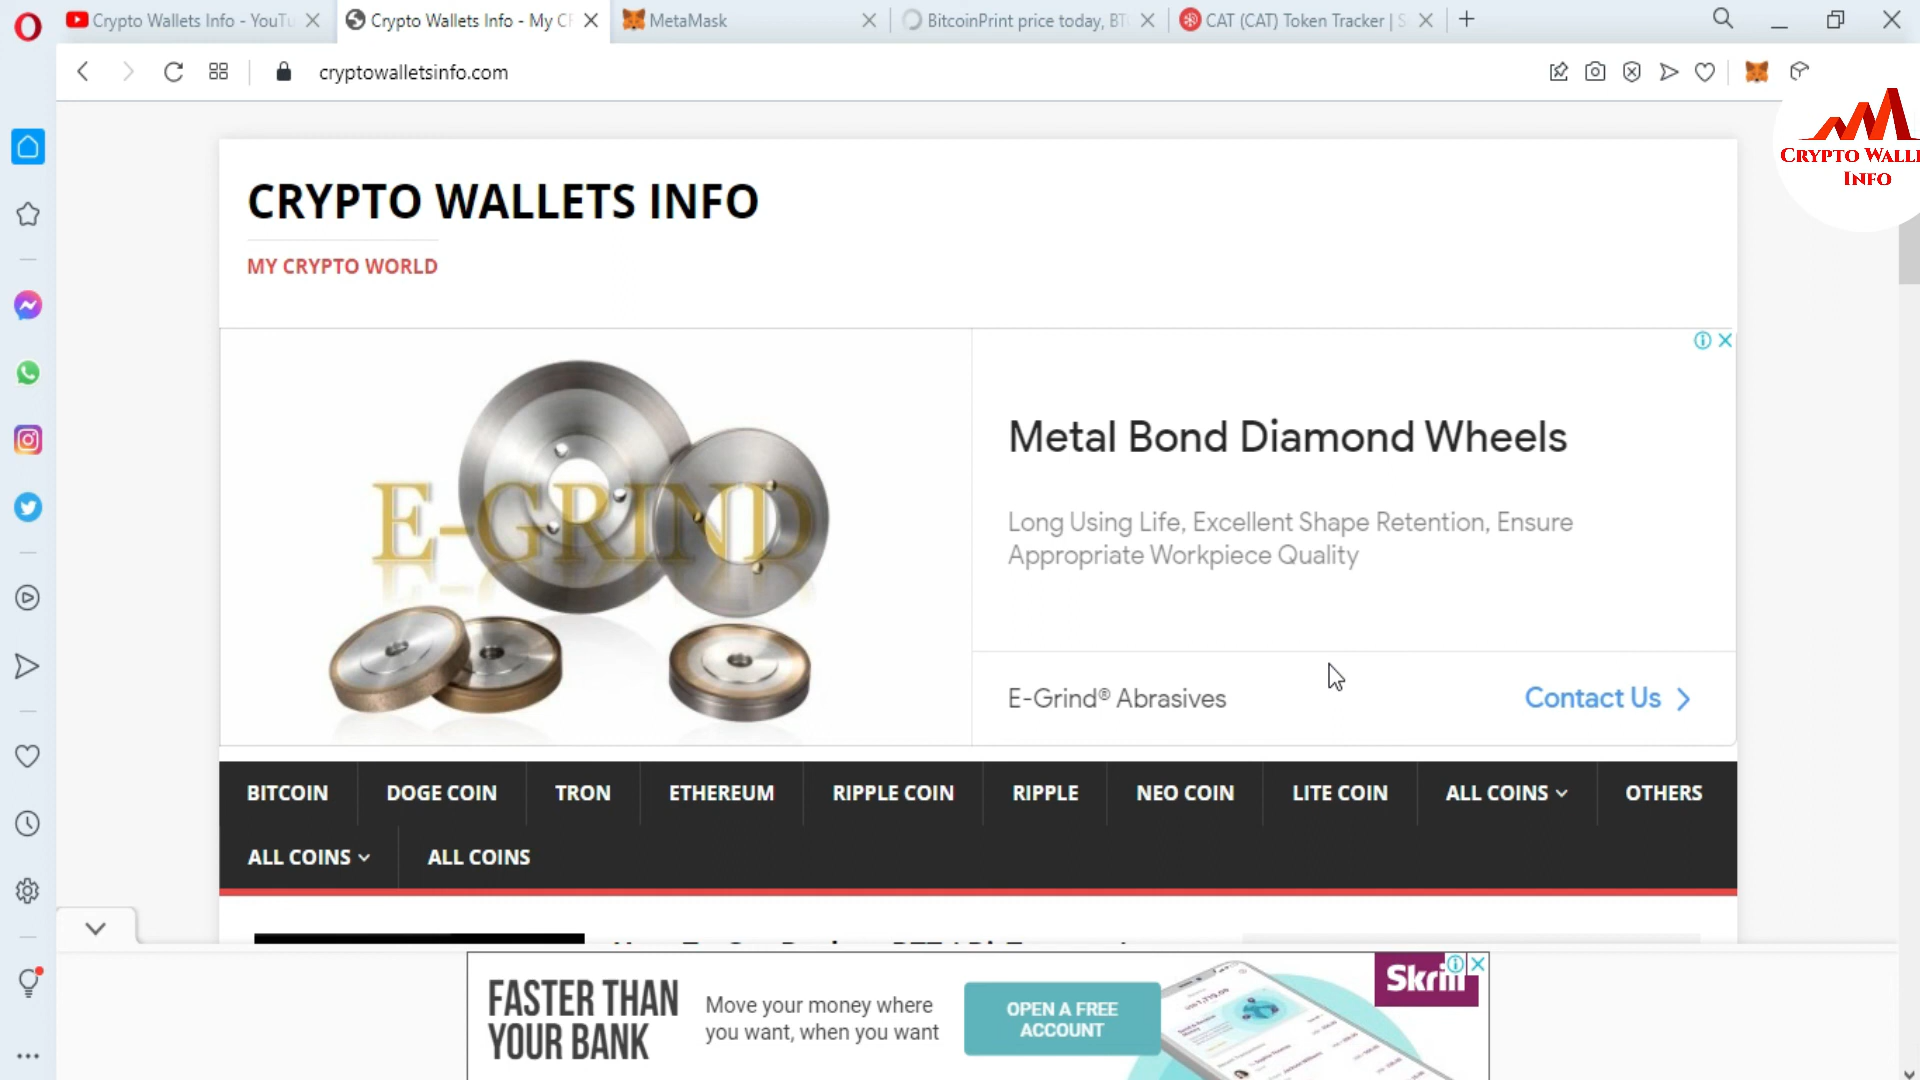 Crypto Wallets Info - YouTu
Crypto Wallets Info - My CR
MetaMask
BitcoinPrint price today, BT
CAT (CAT) Token Tracker | S
cryptowalletsinfo.com
CRYPTO WALLE
INFO
CRYPTO WALLETS INFO
MY CRYPTO WORLD
E-GRIND
Metal Bond Diamond Wheels
Long Using Life, Excellent Shape Retention, Ensure
Appropriate Workpiece Quality
E-Grind® Abrasives
Contact Us
BITCOIN
DOGE COIN
TRON
ETHEREUM
RIPPLE COIN
RIPPLE
NEO COIN
LITE COIN
ALL COINS
OTHERS
ALL COINS
ALL COINS
FASTER THAN
YOUR BANK
Move your money where
you want, when you want
OPEN A FREE
ACCOUNT
Skrill